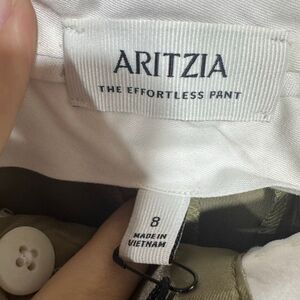 ARITZIA
THE EFFORTLESS PANT
8
MADE IN
VIETNAM